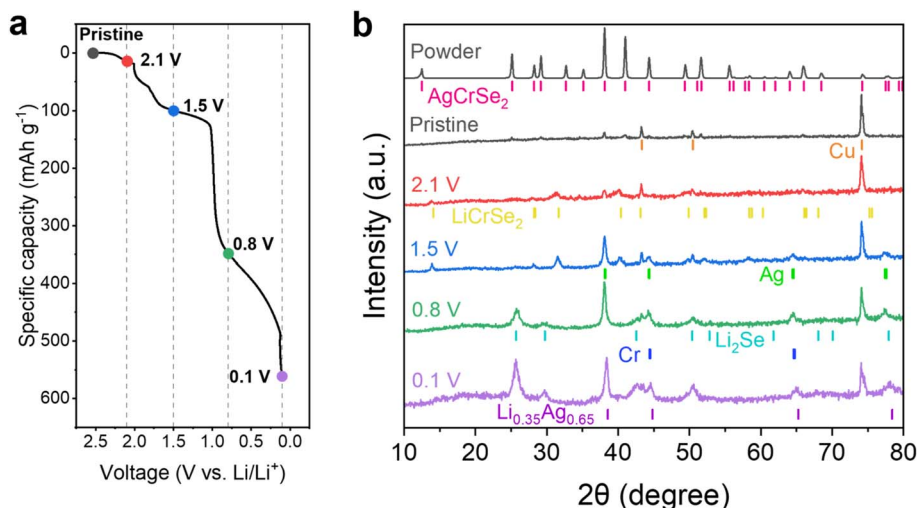 a
Pristine
0
100
200
300
400
500
600
2.1 V
1.5 V
0.8 V
0.1 V
2.5 2.0 1.5 1.0 0.5 0.0
Specific capacity (mAh g⁻¹)
Voltage (V vs. Li/Li⁺)
b
Powder
AgCrSe₂
Pristine
Cu
2.1 V
LiCrSe₂
1.5 V
Ag
0.8 V
Li₂Se
Cr
0.1 V
Li₀.₃₅Ag₀.₆₅
10 20 30 40 50 60 70 80
Intensity (a.u.)
2θ (degree)